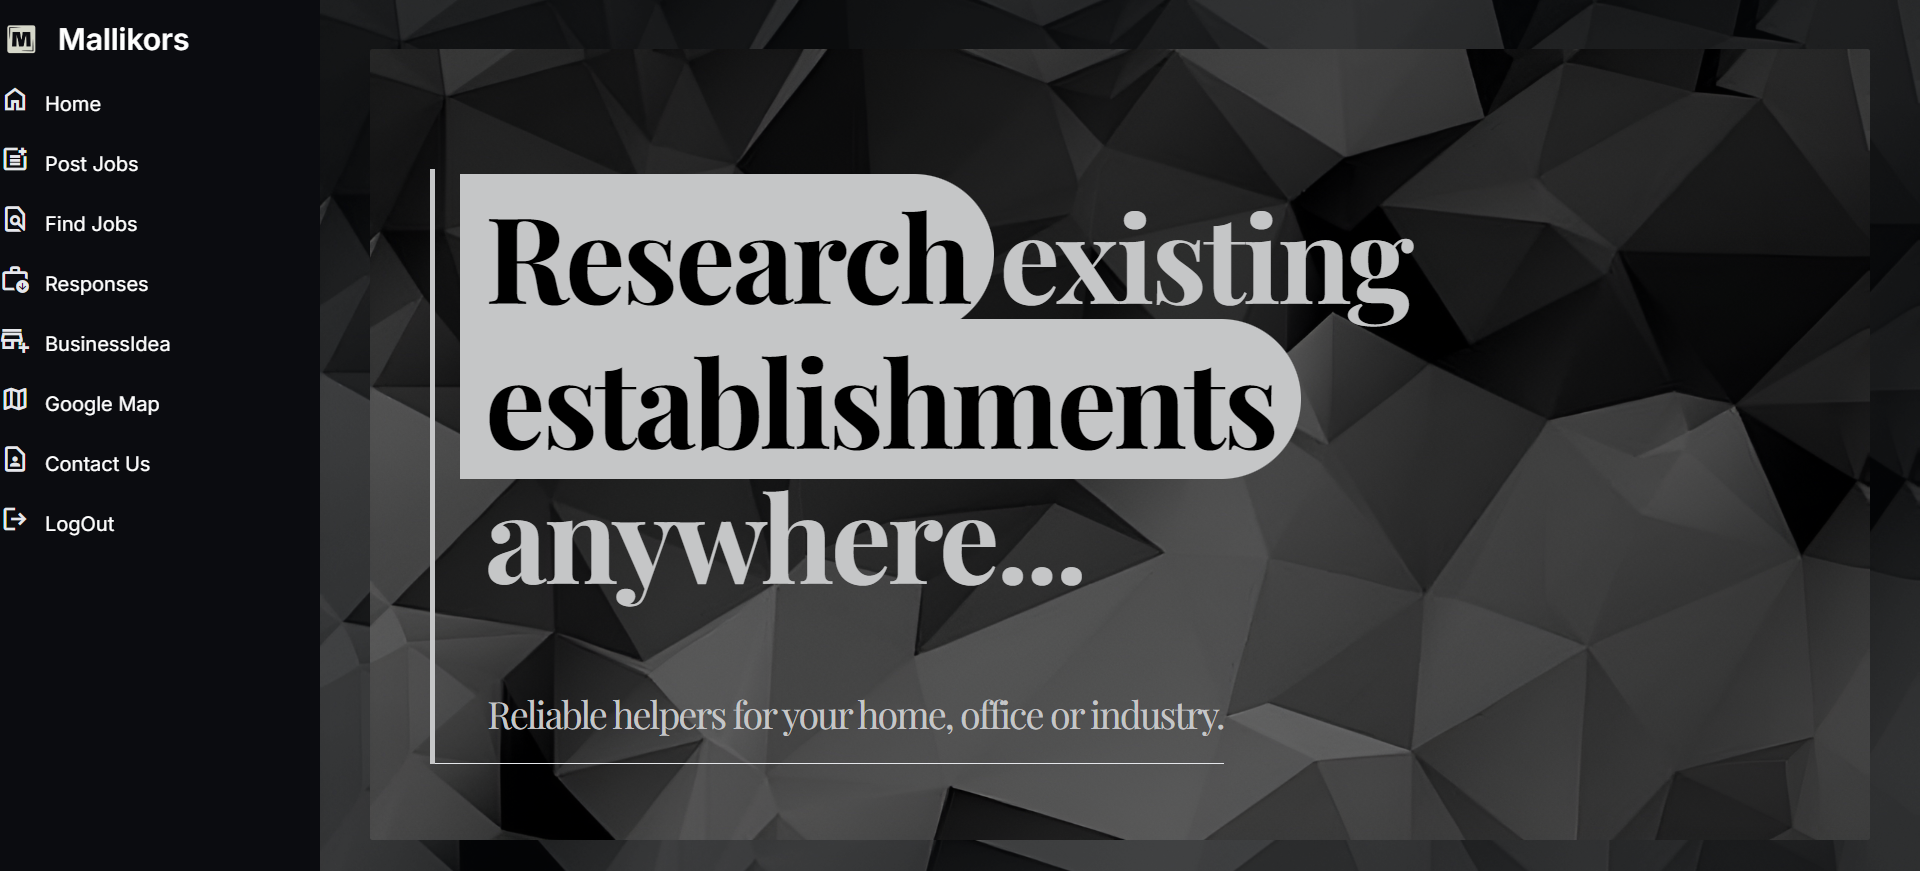 M Mallikors
Home
Post Jobs
Find Jobs
Responses
BusinessIdea
Google Map
Contact Us
LogOut
Research existing
establishments
anywhere...
Reliable helpers for your home, office or industry.